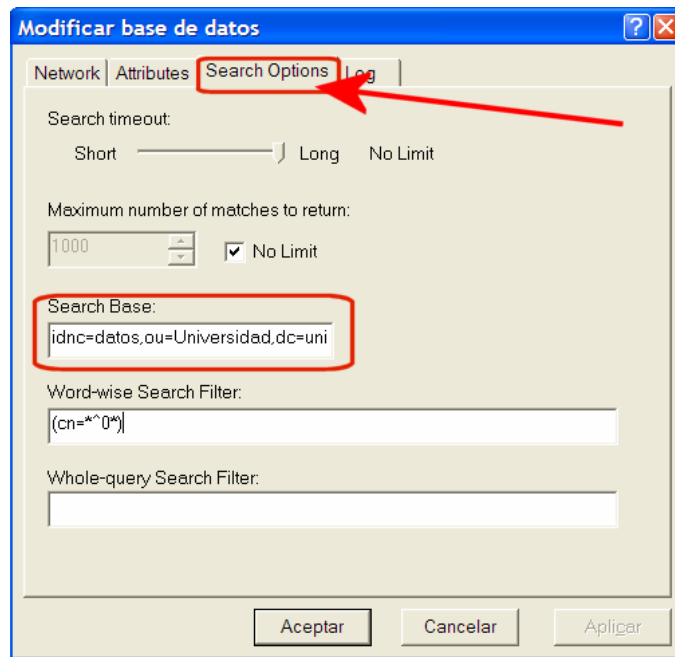 Modificar base de datos
Network Attributes Search Options Log
Search timeout:
Short Long No Limit
Maximum number of matches to return:
1000 No Limit
Search Base:
idnc=datos,ou=Universidad,dc=uni
Word-wise Search Filter:
(cn=*^0*)
Whole-query Search Filter:
Aceptar Cancelar Aplicar